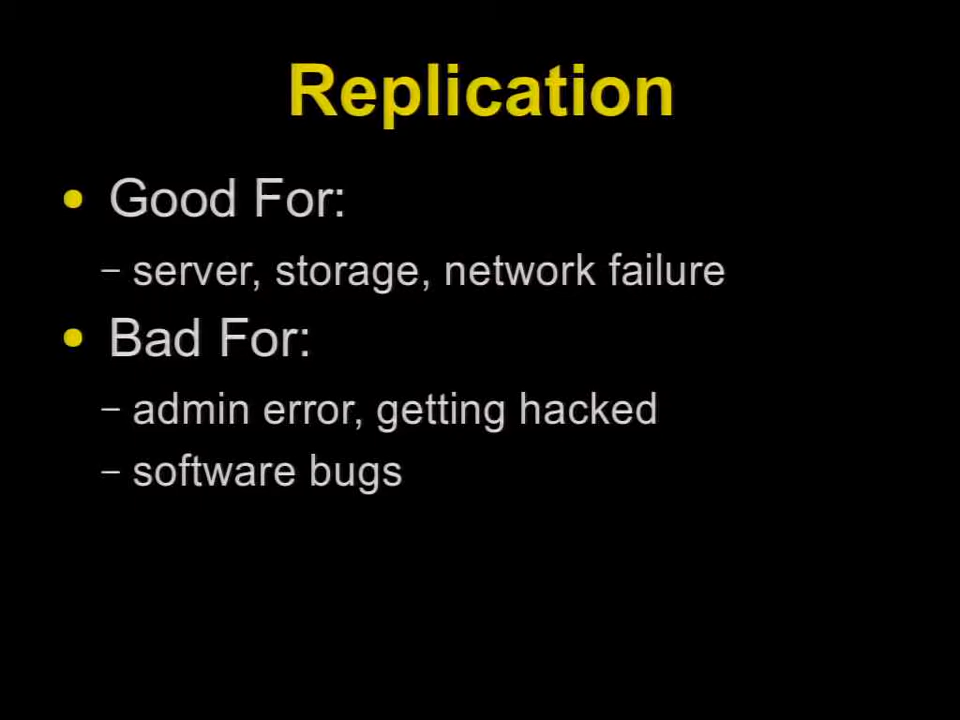 Replication
• Good For:
– server, storage, network failure
• Bad For:
– admin error, getting hacked
– software bugs